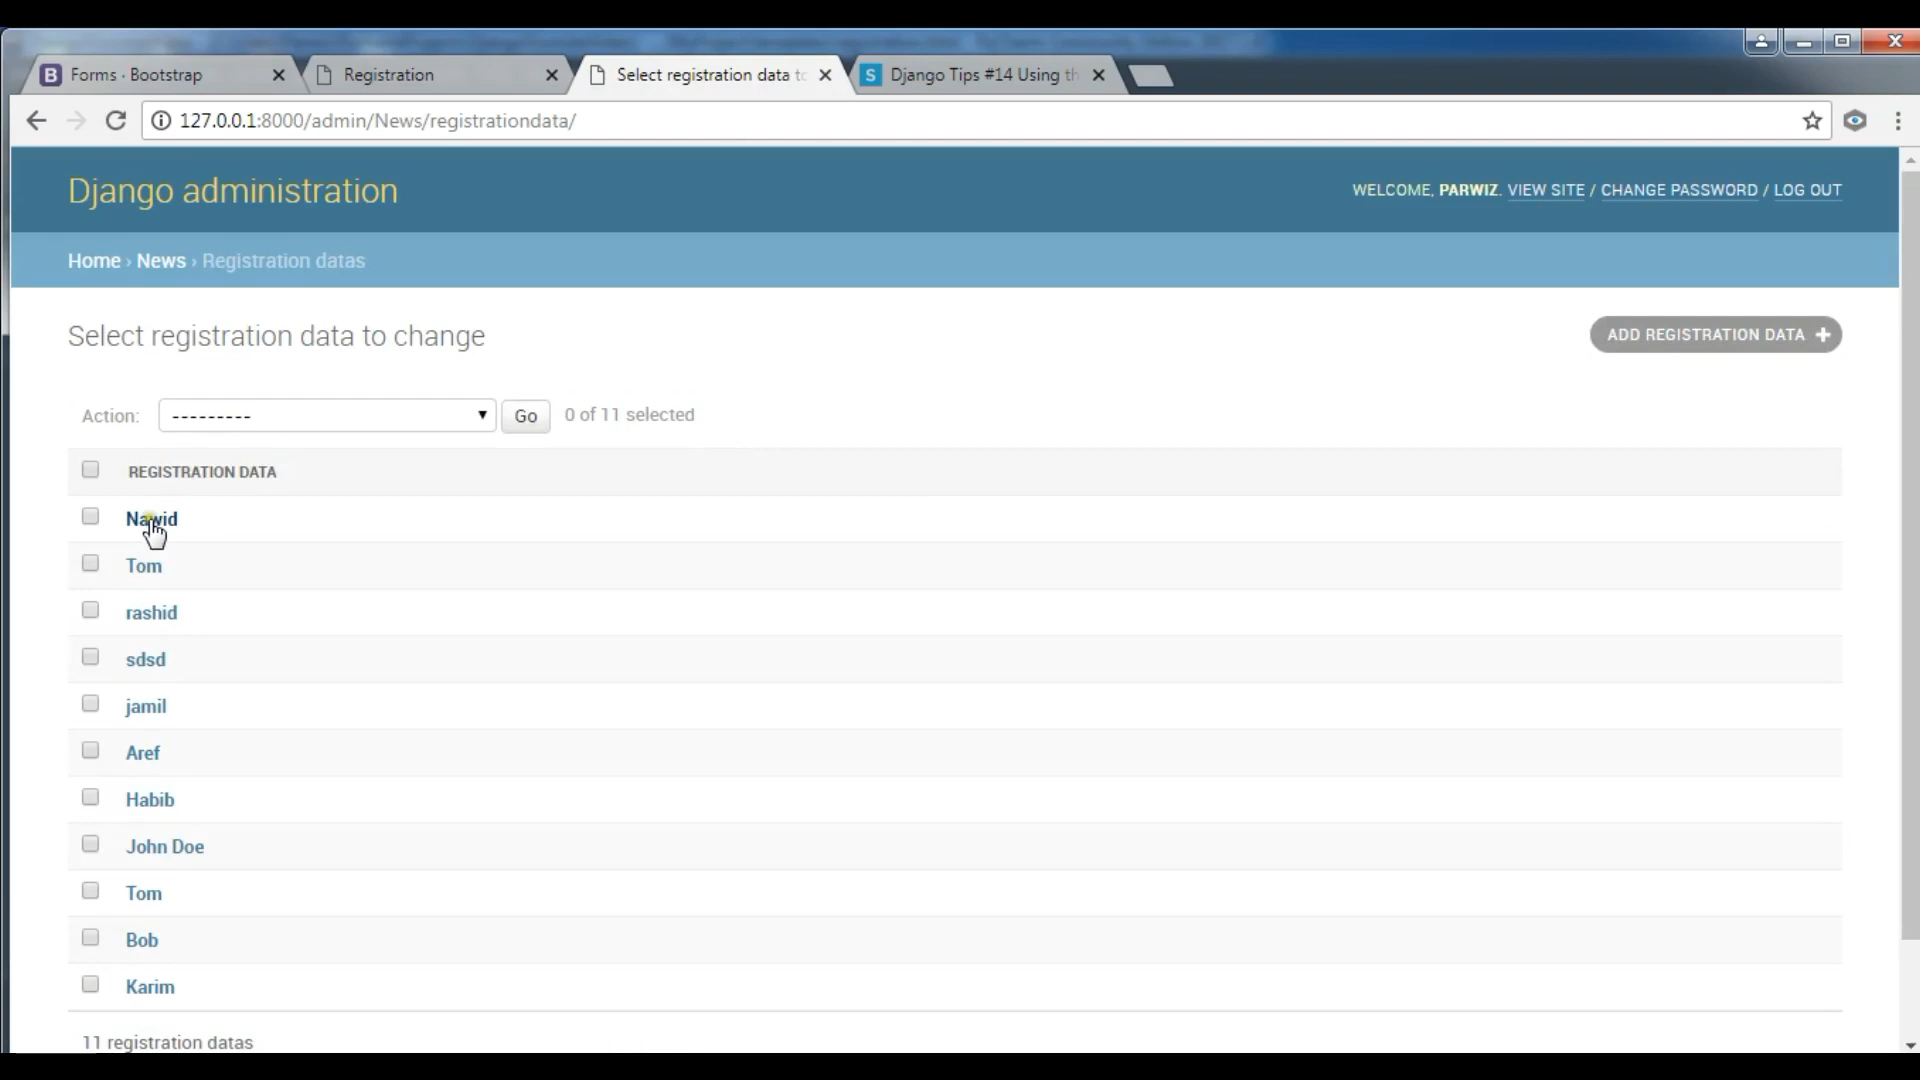 Forms · Bootstrap
Registration
Select registration data to
Django Tips #14 Using th
127.0.0.1:8000/admin/News/registrationdata/
Django administration
WELCOME, PARWIZ. VIEW SITE / CHANGE PASSWORD / LOG OUT
Home › News › Registration datas
Select registration data to change
ADD REGISTRATION DATA +
Action: --------- Go 0 of 11 selected
REGISTRATION DATA
Nawid
Tom
rashid
sdsd
jamil
Aref
Habib
John Doe
Tom
Bob
Karim
11 registration datas